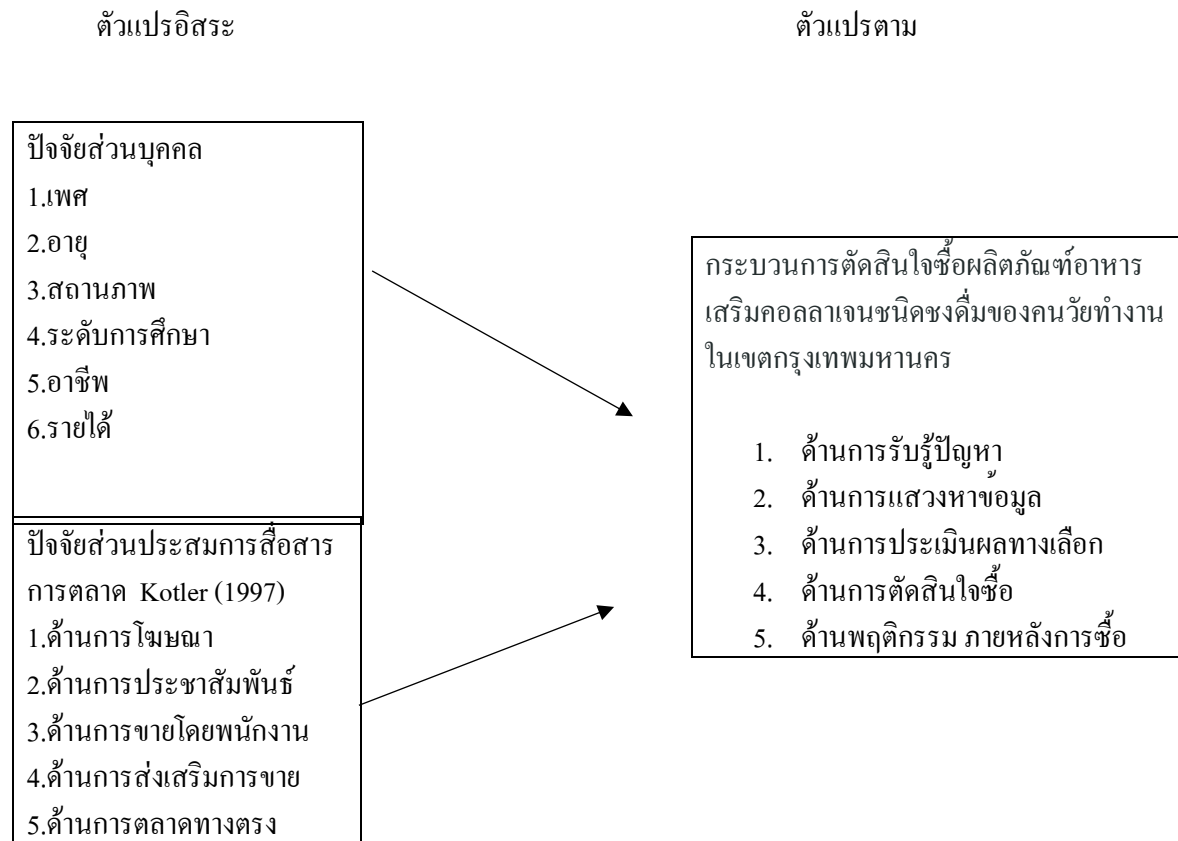 ตัวแปรอิสระ
ตัวแปรตาม
ปัจจัยส่วนบุคคล
1.เพศ
2.อายุ
3.สถานภาพ
4.ระดับการศึกษา
5.อาชีพ
6.รายได้
ปัจจัยส่วนประสมการสื่อสาร
การตลาด Kotler (1997)
1.ด้านการโฆษณา
2.ด้านการประชาสัมพันธ์
3.ด้านการขายโดยพนักงาน
4.ด้านการส่งเสริมการขาย
5.ด้านการตลาดทางตรง
กระบวนการตัดสินใจซื้อผลิตภัณฑ์อาหาร
เสริมคอลลาเจนชนิดชงดื่มของคนวัยทำงาน
ในเขตกรุงเทพมหานคร
1. ด้านการรับรู้ปัญหา
2. ด้านการแสวงหาข้อมูล
3. ด้านการประเมินผลทางเลือก
4. ด้านการตัดสินใจซื้อ
5. ด้านพฤติกรรม ภายหลังการซื้อ